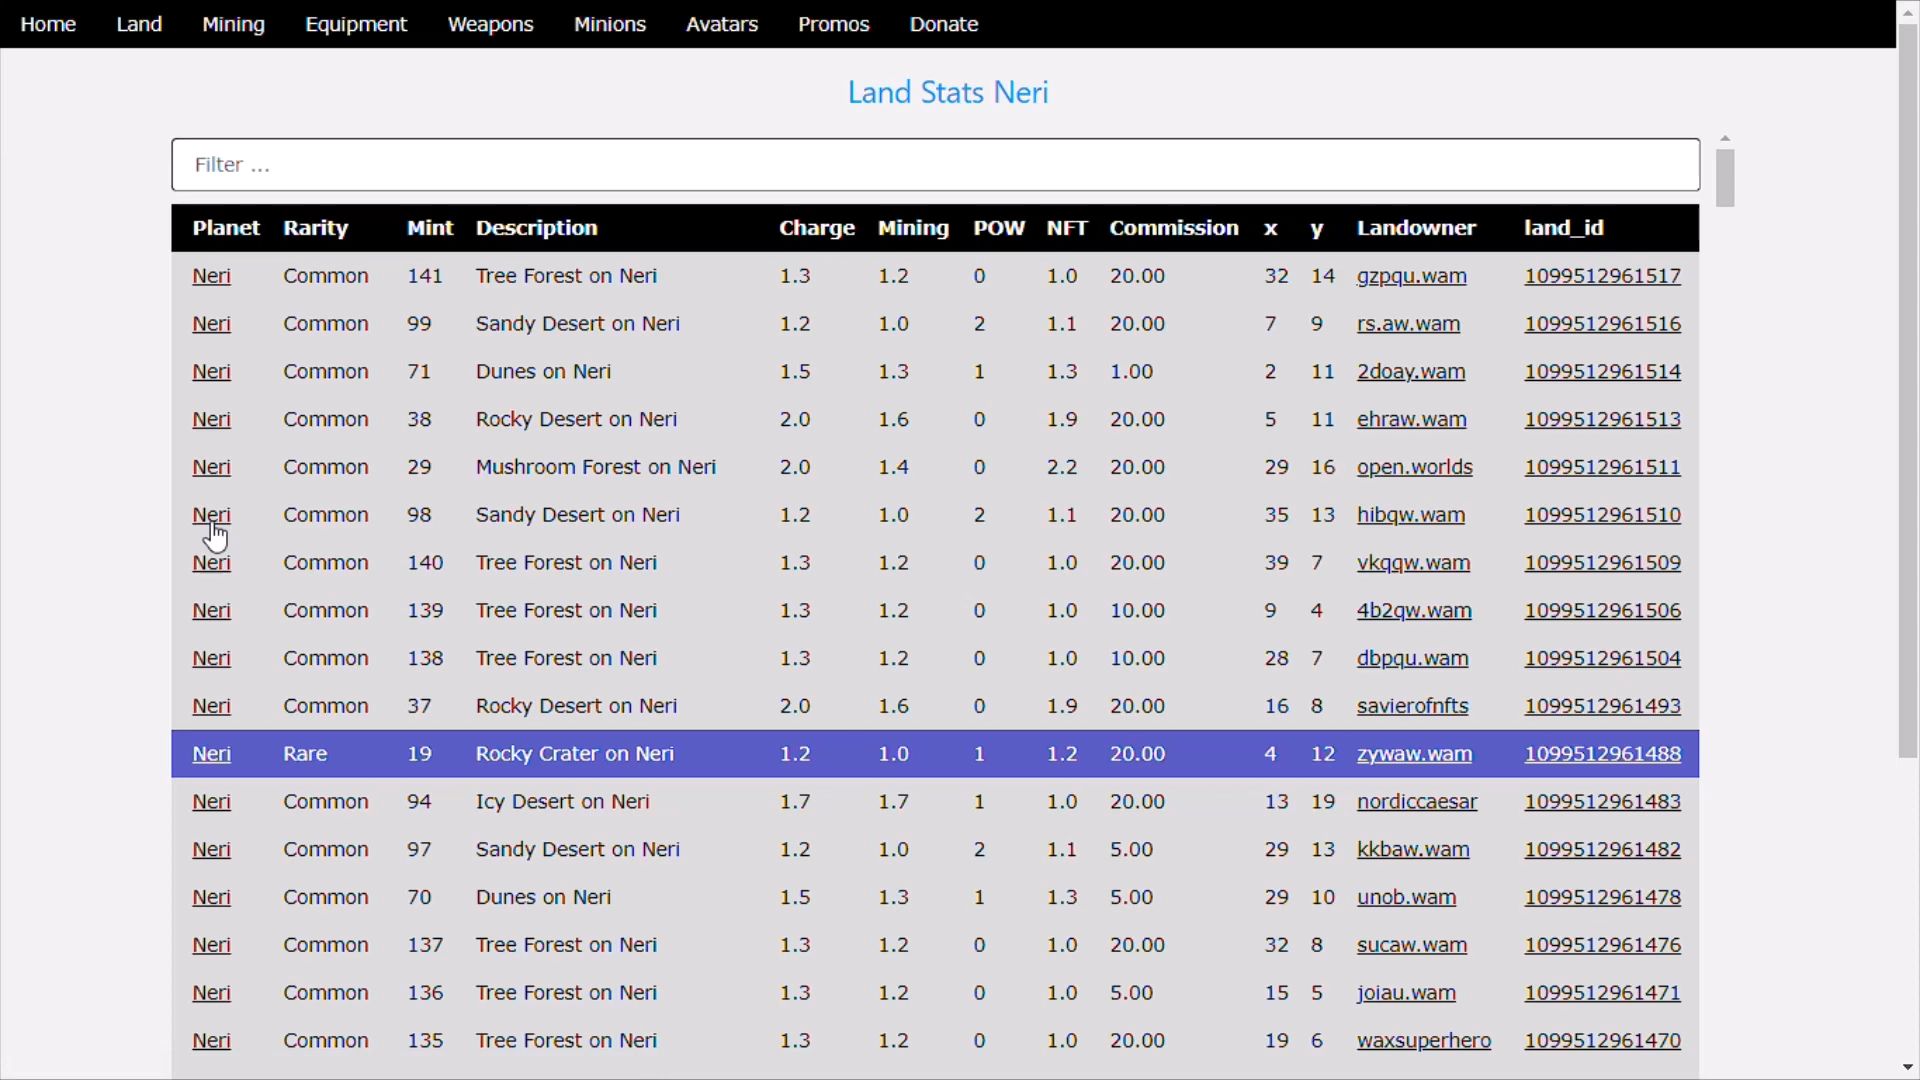 Home Land Mining Equipment Weapons Minions Avatars Promos Donate
Land Stats Neri
Filter ...
Planet Rarity Mint Description Charge Mining POW NFT Commission x y Landowner land_id
Neri Common 141 Tree Forest on Neri 1.3 1.2 0 1.0 20.00 32 14 gzpqu.wam 1099512961517
Neri Common 99 Sandy Desert on Neri 1.2 1.0 2 1.1 20.00 7 9 rs.aw.wam 1099512961516
Neri Common 71 Dunes on Neri 1.5 1.3 1 1.3 1.00 2 11 2doay.wam 1099512961514
Neri Common 38 Rocky Desert on Neri 2.0 1.6 0 1.9 20.00 5 11 ehraw.wam 1099512961513
Neri Common 29 Mushroom Forest on Neri 2.0 1.4 0 2.2 20.00 29 16 open.worlds 1099512961511
Neri Common 98 Sandy Desert on Neri 1.2 1.0 2 1.1 20.00 35 13 hibqw.wam 1099512961510
Neri Common 140 Tree Forest on Neri 1.3 1.2 0 1.0 20.00 39 7 vkqqw.wam 1099512961509
Neri Common 139 Tree Forest on Neri 1.3 1.2 0 1.0 10.00 9 4 4b2qw.wam 1099512961506
Neri Common 138 Tree Forest on Neri 1.3 1.2 0 1.0 10.00 28 7 dbpqu.wam 1099512961504
Neri Common 37 Rocky Desert on Neri 2.0 1.6 0 1.9 20.00 16 8 savierofnfts 1099512961493
Neri Rare 19 Rocky Crater on Neri 1.2 1.0 1 1.2 20.00 4 12 zywaw.wam 1099512961488
Neri Common 94 Icy Desert on Neri 1.7 1.7 1 1.0 20.00 13 19 nordiccaesar 1099512961483
Neri Common 97 Sandy Desert on Neri 1.2 1.0 2 1.1 5.00 29 13 kkbaw.wam 1099512961482
Neri Common 70 Dunes on Neri 1.5 1.3 1 1.3 5.00 29 10 unob.wam 1099512961478
Neri Common 137 Tree Forest on Neri 1.3 1.2 0 1.0 20.00 32 8 sucaw.wam 1099512961476
Neri Common 136 Tree Forest on Neri 1.3 1.2 0 1.0 5.00 15 5 joiau.wam 1099512961471
Neri Common 135 Tree Forest on Neri 1.3 1.2 0 1.0 20.00 19 6 waxsuperhero 1099512961470